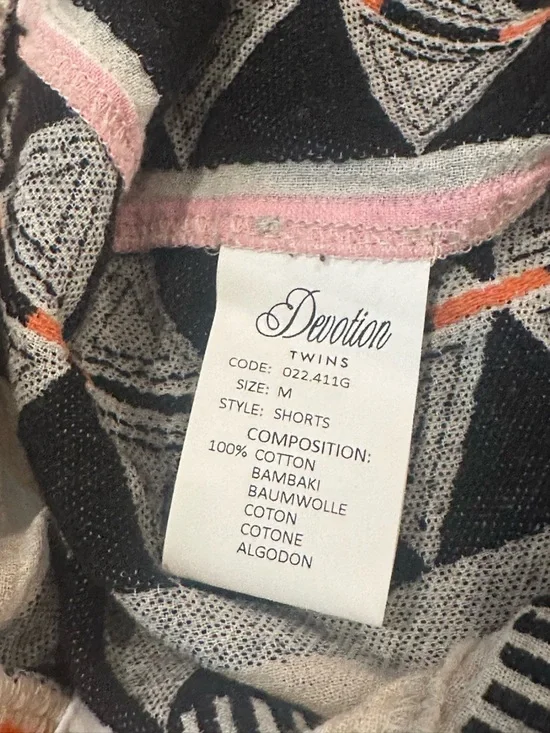 Devotion
TWINS
CODE: 022.411G
SIZE: M
STYLE: SHORTS
COMPOSITION:
100% COTTON
BAMBAKI
BAUMWOLLE
COTON
COTONE
ALGODON